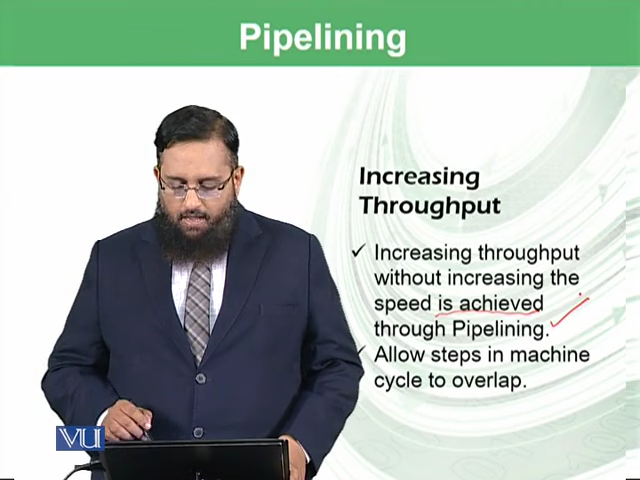 Pipelining
Increasing
Throughput
✓ Increasing throughput
without increasing the
speed is achieved
through Pipelining.
✓ Allow steps in machine
cycle to overlap.
VU